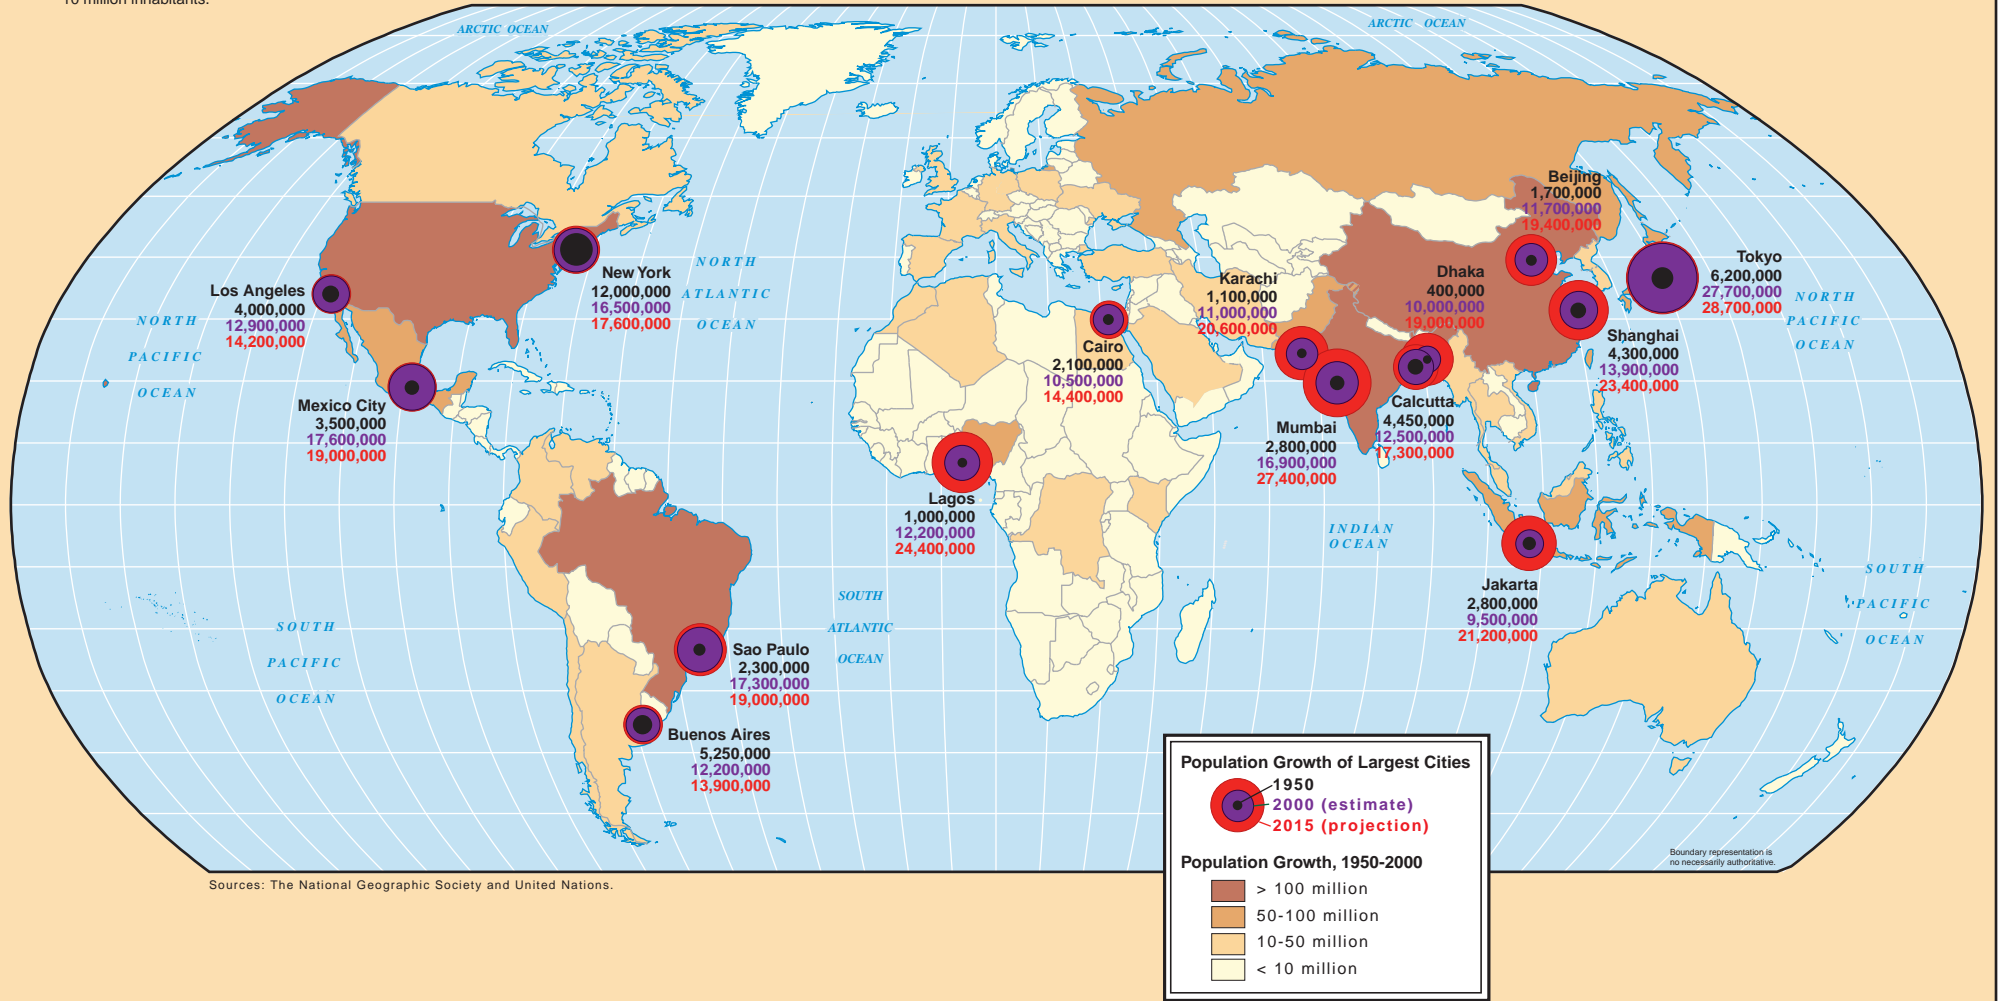 10 million inhabitants.
ARCTIC OCEAN
ARCTIC OCEAN
Beijing
1,700,000
11,700,000
19,400,000
Tokyo
6,200,000
27,700,000
28,700,000
New York
12,000,000
16,500,000
17,600,000
NORTH
ATLANTIC
OCEAN
Los Angeles
4,000,000
12,900,000
14,200,000
NORTH
PACIFIC
OCEAN
Karachi
1,100,000
11,000,000
20,600,000
Dhaka
400,000
10,000,000
19,000,000
NORTH
PACIFIC
OCEAN
Shanghai
4,300,000
13,900,000
23,400,000
Cairo
2,100,000
10,500,000
14,400,000
Mexico City
3,500,000
17,600,000
19,000,000
Calcutta
4,450,000
12,500,000
17,300,000
Mumbai
2,800,000
16,900,000
27,400,000
Lagos
1,000,000
12,200,000
24,400,000
INDIAN
OCEAN
Jakarta
2,800,000
9,500,000
21,200,000
SOUTH
PACIFIC
OCEAN
SOUTH
ATLANTIC
OCEAN
SOUTH
PACIFIC
OCEAN
Sao Paulo
2,300,000
17,300,000
19,000,000
Buenos Aires
5,250,000
12,200,000
13,900,000
Population Growth of Largest Cities
1950
2000 (estimate)
2015 (projection)
Population Growth, 1950-2000
> 100 million
50-100 million
10-50 million
< 10 million
Boundary representation is
no necessarily authoritative.
Sources: The National Geographic Society and United Nations.